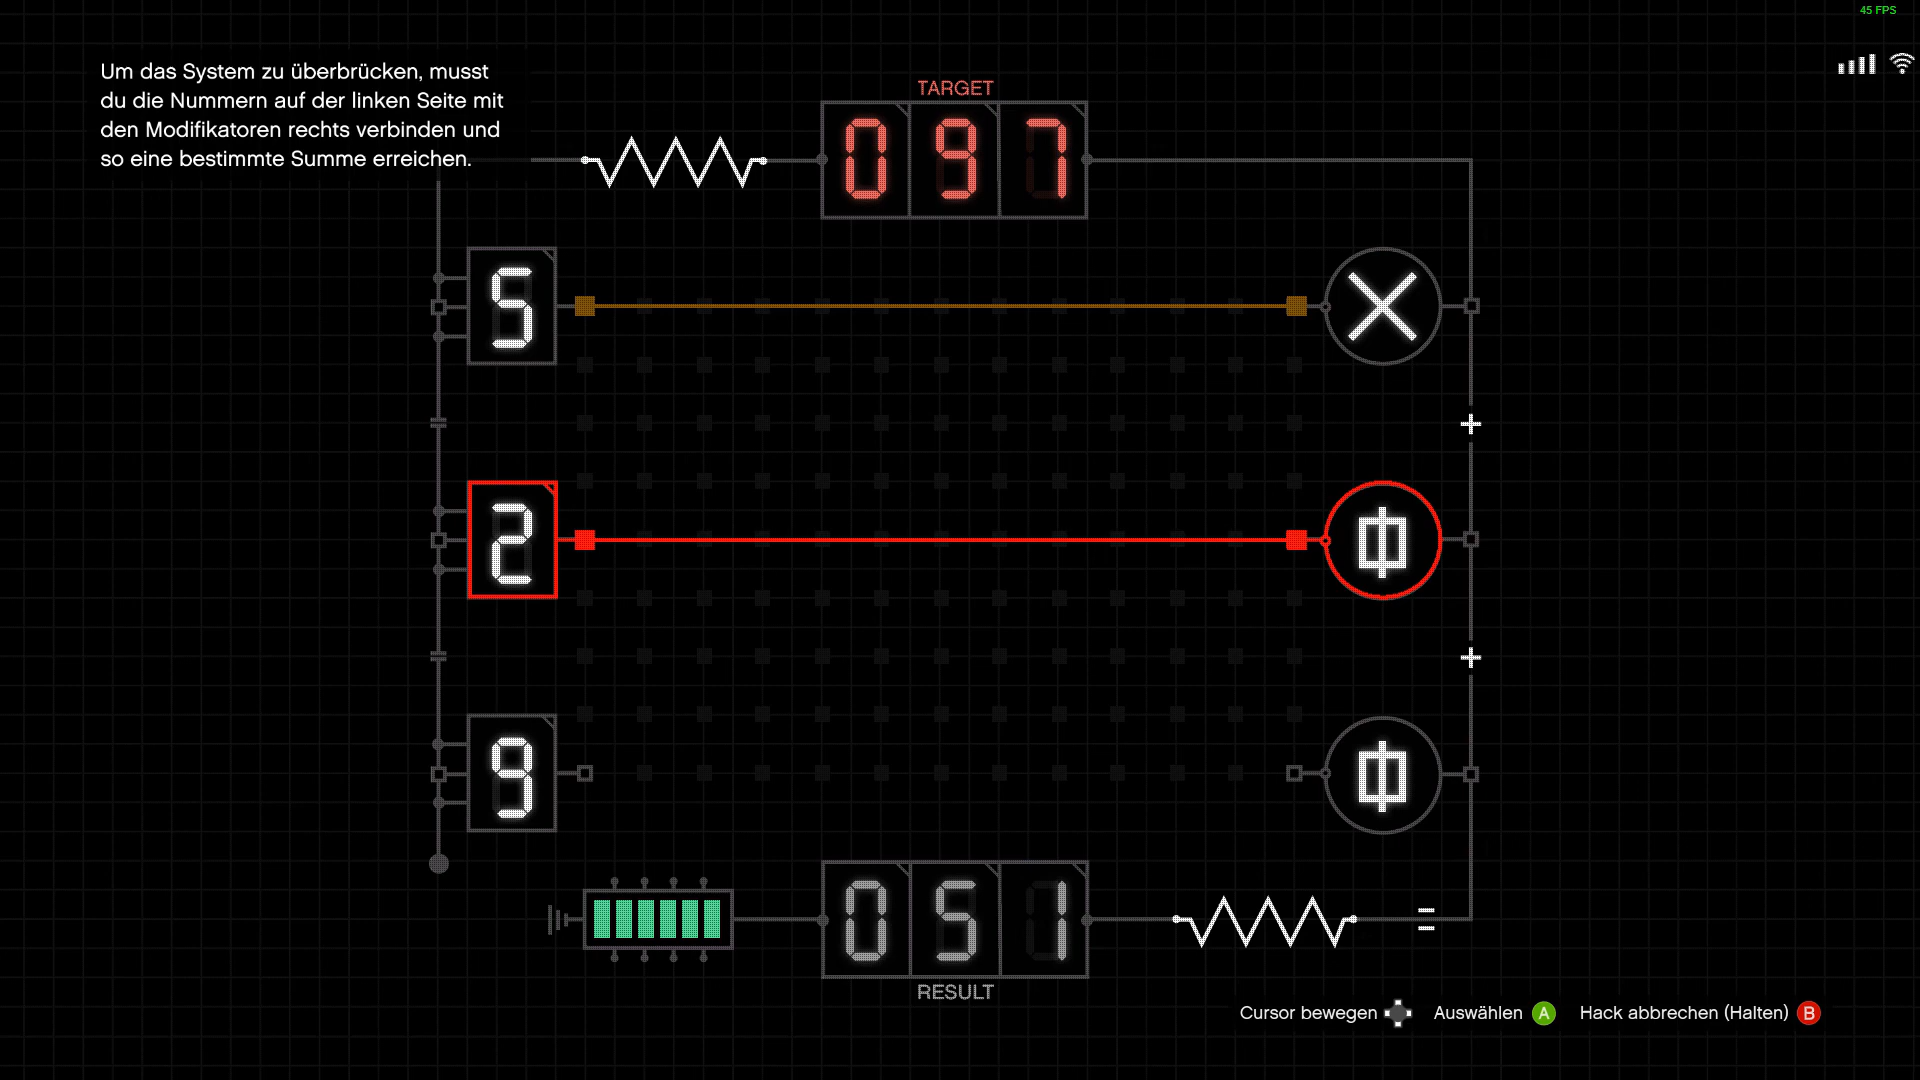 45 FPS
Um das System zu überbrücken, musst
du die Nummern auf der linken Seite mit
den Modifikatoren rechts verbinden und
so eine bestimmte Summe erreichen.
TARGET
097
5
+
2
+
9
051
=
RESULT
Cursor bewegen Auswählen A Hack abbrechen (Halten) B